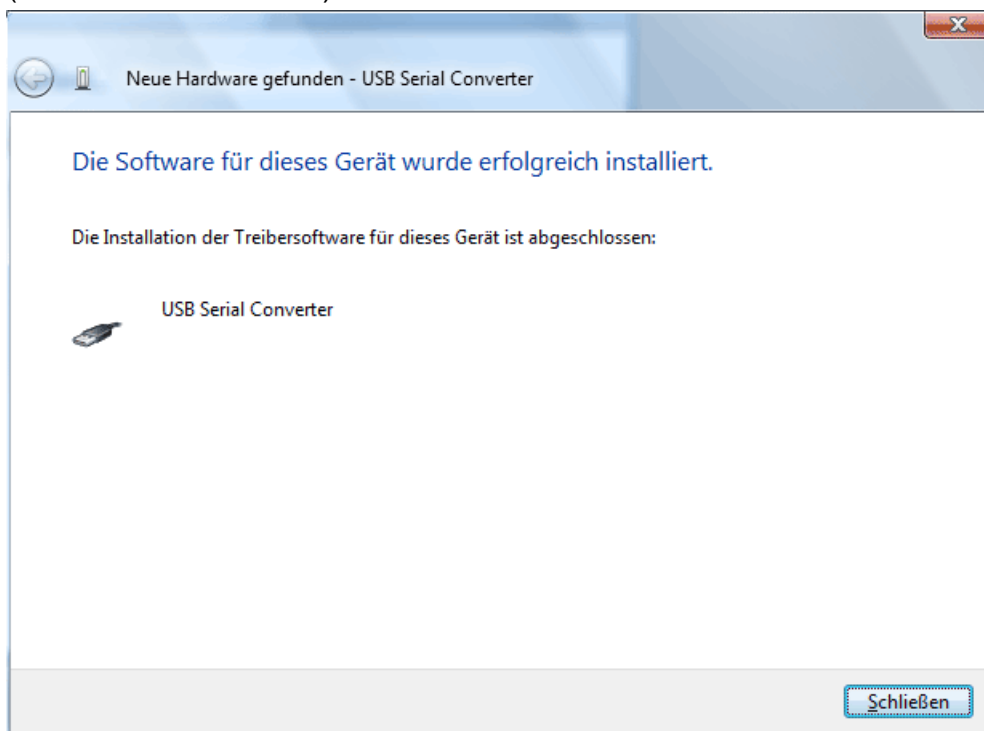 Neue Hardware gefunden - USB Serial Converter
Die Software für dieses Gerät wurde erfolgreich installiert.
Die Installation der Treibersoftware für dieses Gerät ist abgeschlossen:
USB Serial Converter
Schließen